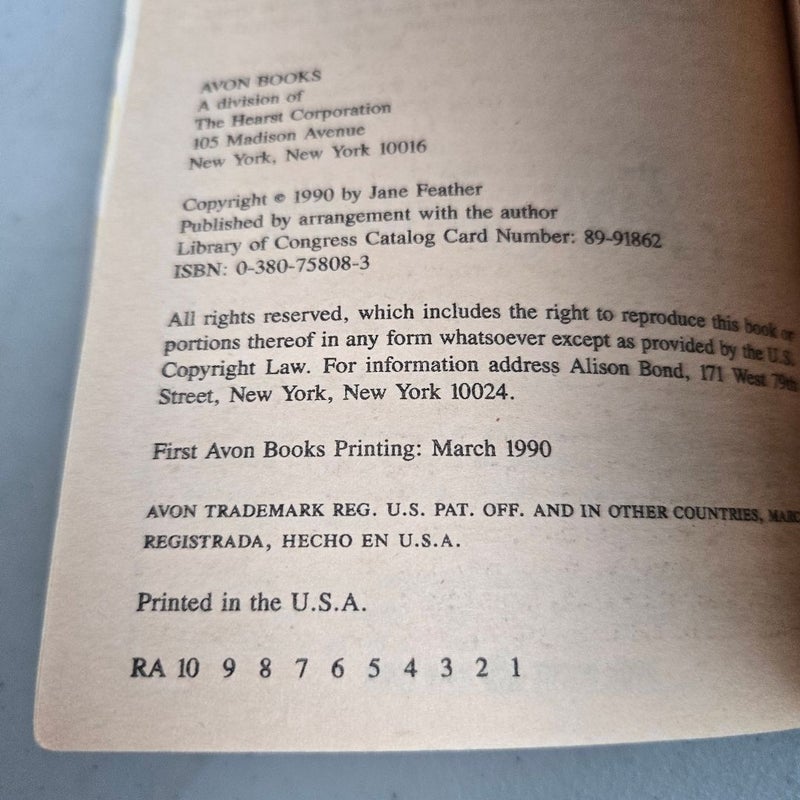 AVON BOOKS
A division of
The Hearst Corporation
105 Madison Avenue
New York, New York 10016
Copyright © 1990 by Jane Feather
Published by arrangement with the author
Library of Congress Catalog Card Number: 89-91862
ISBN: 0-380-75808-3
All rights reserved, which includes the right to reproduce this book or
portions thereof in any form whatsoever except as provided by the U.S.
Copyright Law. For information address Alison Bond, 171 West 79th
Street, New York, New York 10024.
First Avon Books Printing: March 1990
AVON TRADEMARK REG. U.S. PAT. OFF. AND IN OTHER COUNTRIES,
REGISTRADA, HECHO EN U.S.A.
Printed in the U.S.A.
RA 10 9 8 7 6 5 4 3 2 1